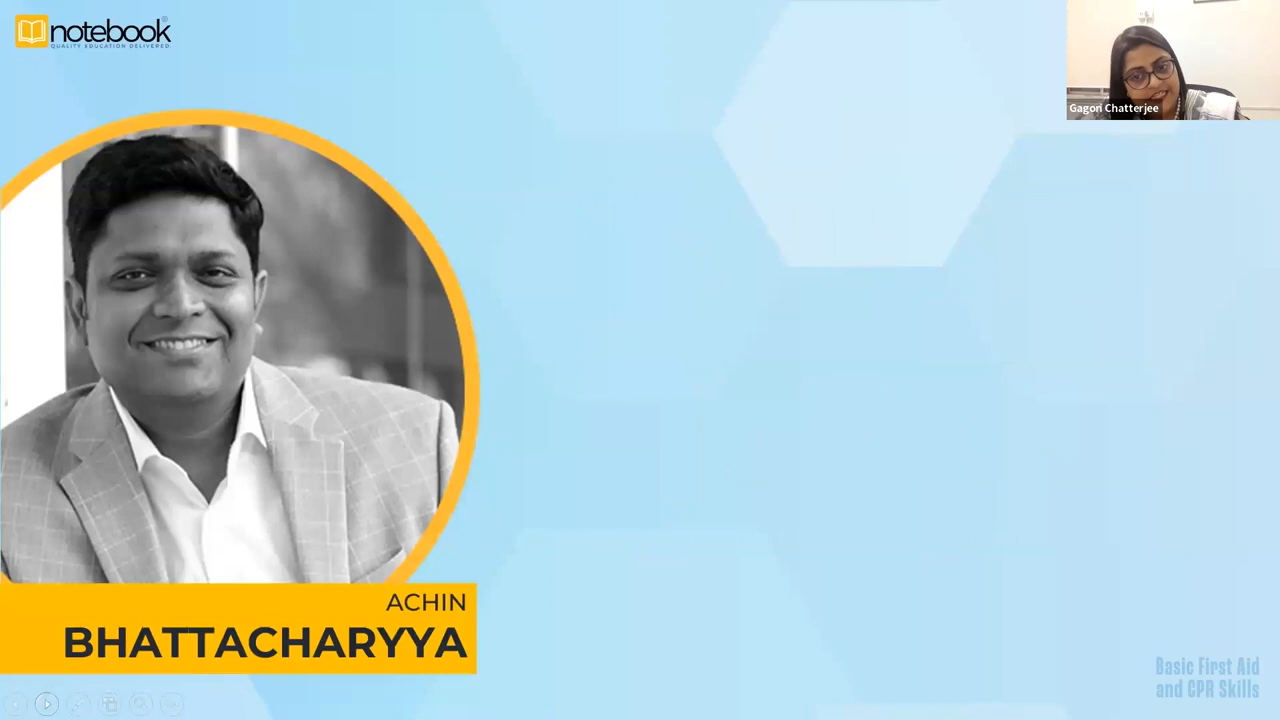 notebook®
QUALITY EDUCATION DELIVERED
Gagori Chatterjee
ACHIN
BHATTACHARYYA
Basic First Aid
and CPR Skills